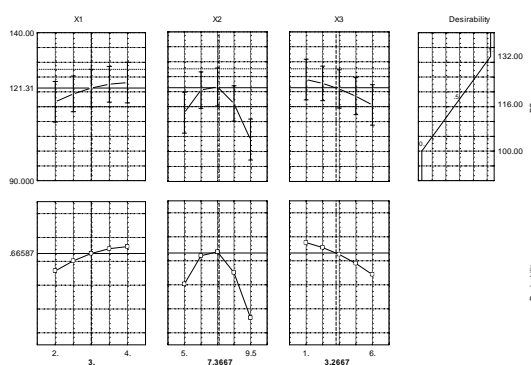 X1 X2 X3 Desirability
140.00
121.31
90.000
132.00
116.00
100.00
.66587
2. 4. 5. 9.5 1. 6.
3. 7.3667 3.2667